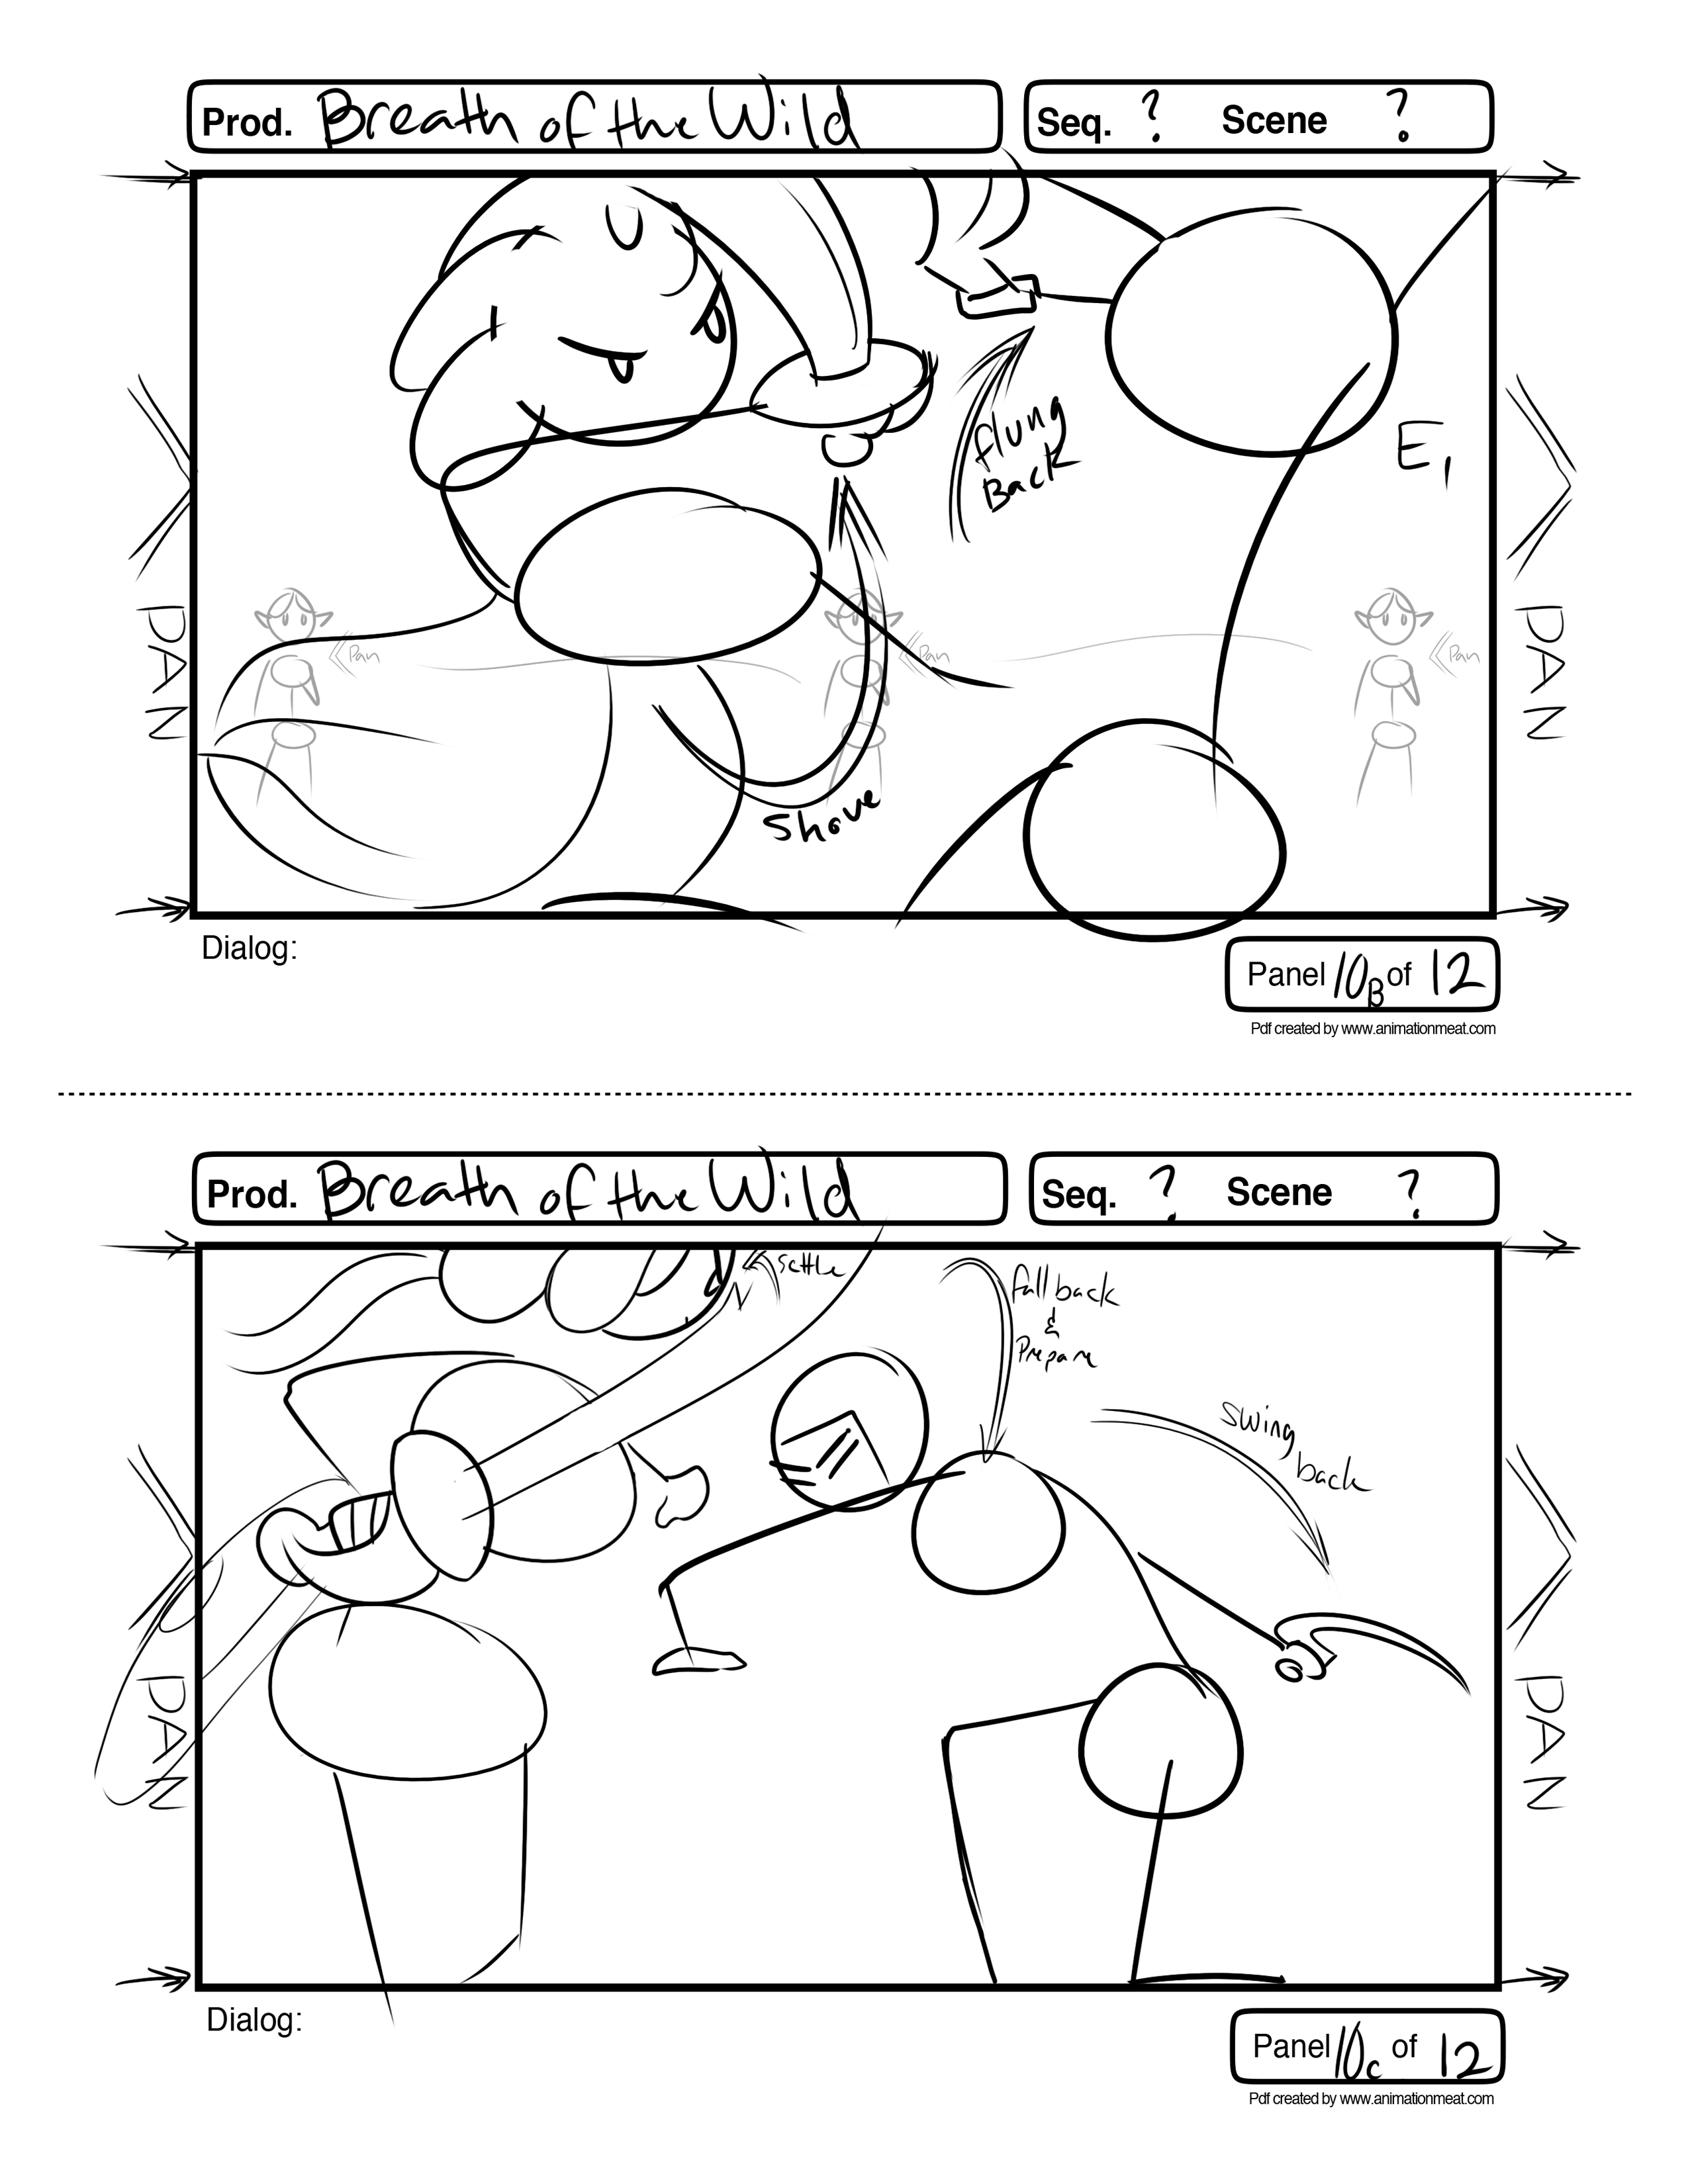 Prod. Breath of the Wild
Seq. ? Scene ?
Flung
Back
E,
Pan
Pan
Pan
Shove
PAN
PAN
Dialog:
Panel 10B of 12
Pdf created by www.animationmeat.com
Prod. Breath of the Wild
Seq. ? Scene ?
settle
fall back
&
Prepare
swing
back
PAN
PAN
Dialog:
Panel 10c of 12
Pdf created by www.animationmeat.com